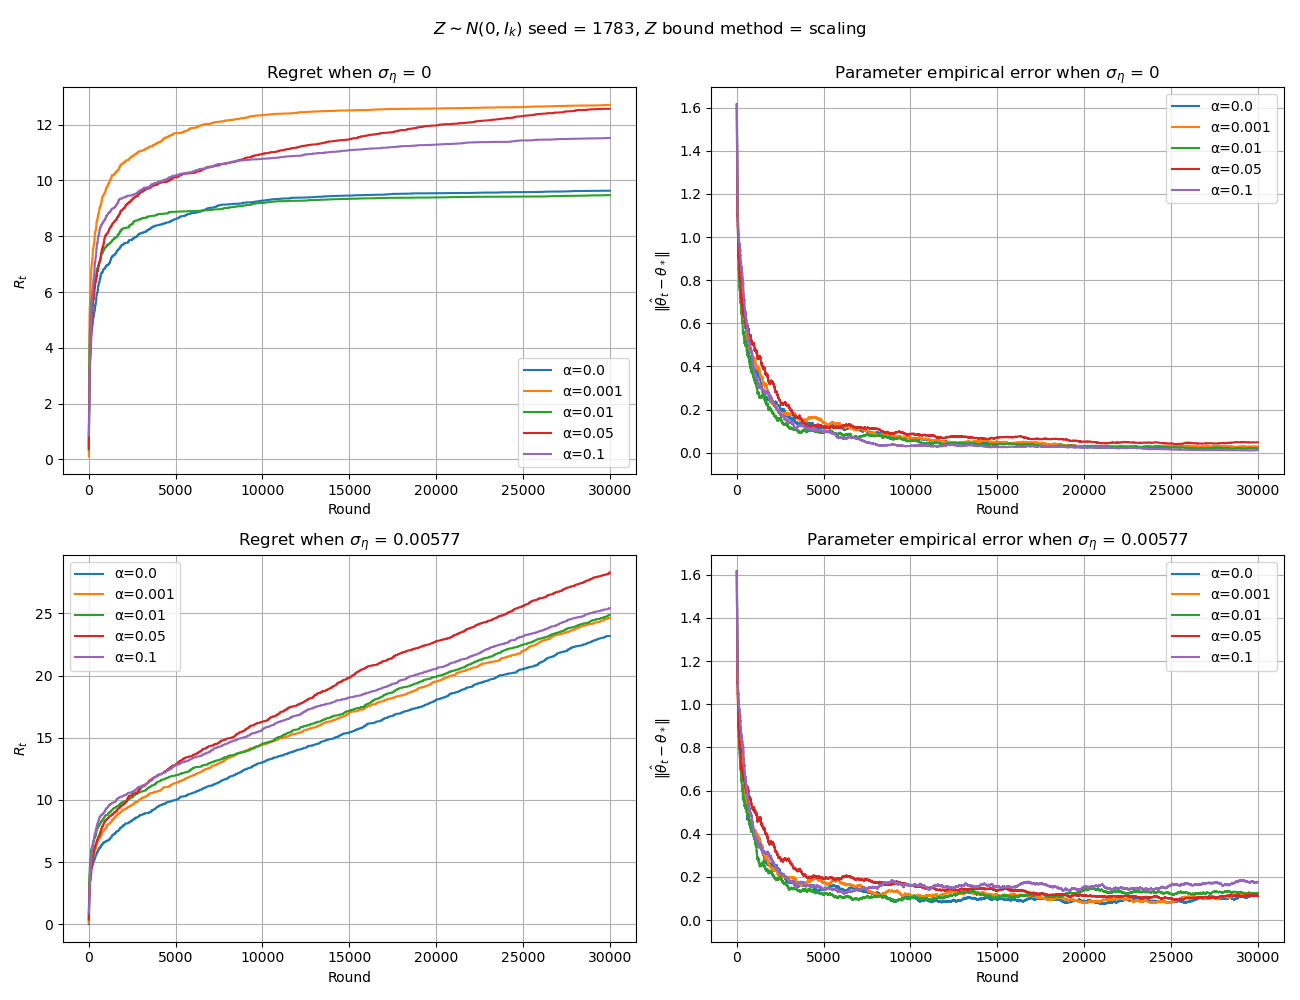 Z ∼ N(0, I_k) seed = 1783, Z bound method = scaling
Regret when σ_η = 0
12
10
8
6
4
2
0
R_t
α=0.0
α=0.001
α=0.01
α=0.05
α=0.1
0 5000 10000 15000 20000 25000 30000
Round
Parameter empirical error when σ_η = 0
1.6
1.4
1.2
1.0
0.8
0.6
0.4
0.2
0.0
‖θ̂_t − θ_*‖
α=0.0
α=0.001
α=0.01
α=0.05
α=0.1
0 5000 10000 15000 20000 25000 30000
Round
Regret when σ_η = 0.00577
25
20
15
10
5
0
R_t
α=0.0
α=0.001
α=0.01
α=0.05
α=0.1
0 5000 10000 15000 20000 25000 30000
Round
Parameter empirical error when σ_η = 0.00577
1.6
1.4
1.2
1.0
0.8
0.6
0.4
0.2
0.0
‖θ̂_t − θ_*‖
α=0.0
α=0.001
α=0.01
α=0.05
α=0.1
0 5000 10000 15000 20000 25000 30000
Round